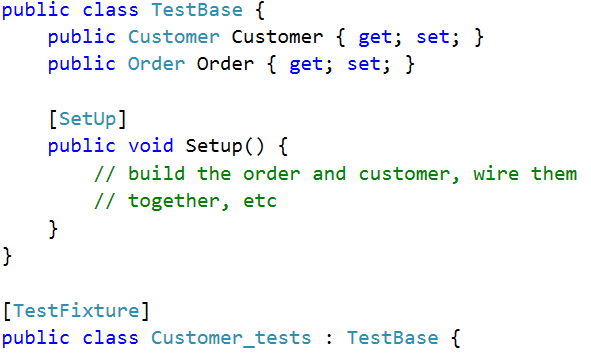 public class TestBase {
    public Customer Customer { get; set; }
    public Order Order { get; set; }

    [SetUp]
    public void Setup() {
        // build the order and customer, wire them
        // together, etc
    }
}

[TestFixture]
public class Customer_tests : TestBase {